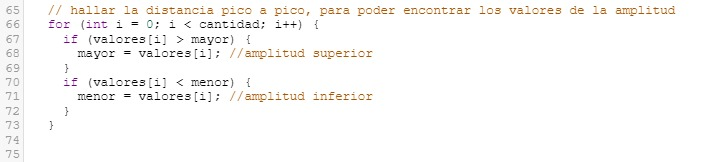 65 // hallar la distancia pico a pico, para poder encontrar los valores de la amplitud
66 for (int i = 0; i < cantidad; i++) {
67 if (valores[i] > mayor) {
68 mayor = valores[i]; //amplitud superior
69 }
70 if (valores[i] < menor) {
71 menor = valores[i]; //amplitud inferior
72 }
73 }
74
75